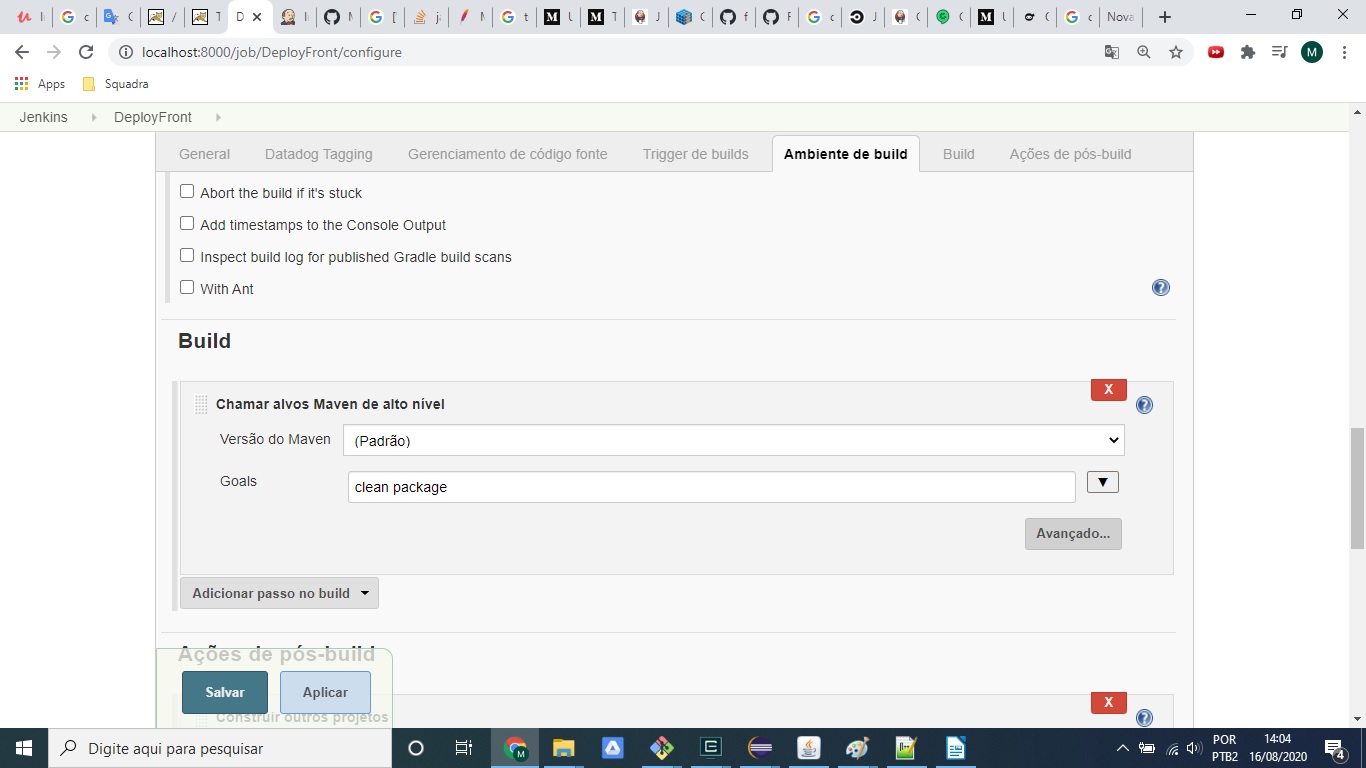 localhost:8000/job/DeployFront/configure
M
Apps
Squadra
Jenkins
DeployFront
General
Datadog Tagging
Gerenciamento de código fonte
Trigger de builds
Ambiente de build
Build
Ações de pós-build
Abort the build if it's stuck
Add timestamps to the Console Output
Inspect build log for published Gradle build scans
With Ant
Build
X
Chamar alvos Maven de alto nível
Versão do Maven
(Padrão)
Goals
clean package
Avançado...
Adicionar passo no build
Ações de pós-build
Salvar
Aplicar
X
Construir outros projetos
Digite aqui para pesquisar
POR
PTB2
14:04
16/08/2020
4